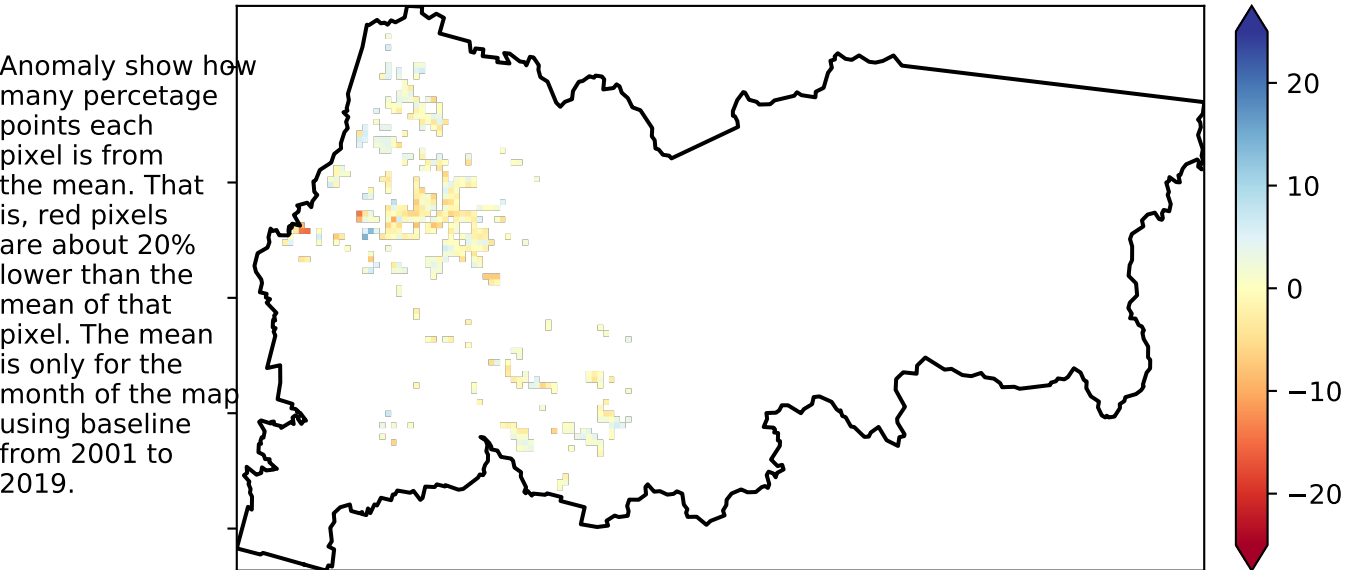 Anomaly show how
many percetage
points each
pixel is from
the mean. That
is, red pixels
are about 20%
lower than the
mean of that
pixel. The mean
is only for the
month of the map
using baseline
from 2001 to
2019.
20
10
0
−10
−20